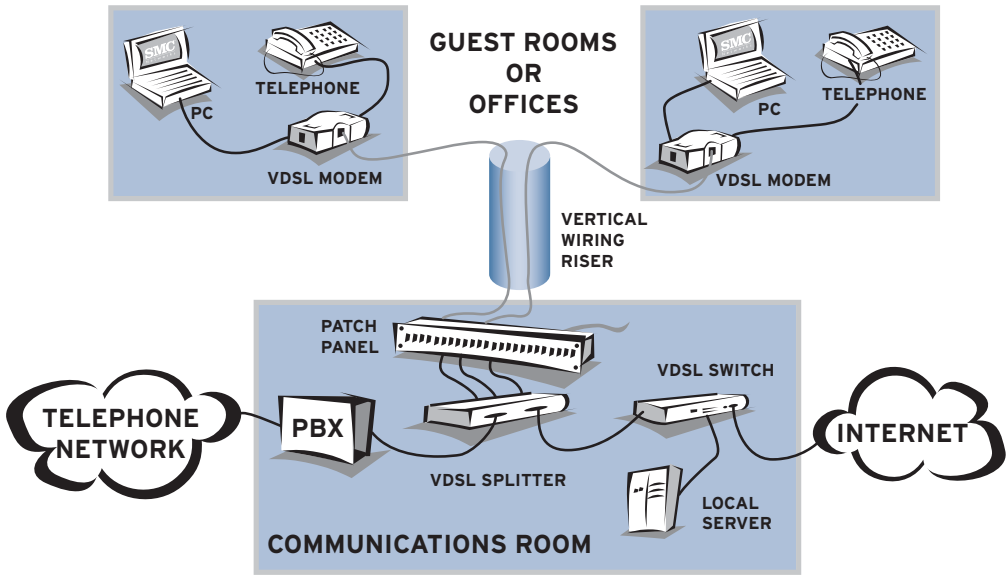 SMC
TELEPHONE
PC
VDSL MODEM
GUEST ROOMS
OR
OFFICES
SMC
TELEPHONE
PC
VDSL MODEM
VERTICAL
WIRING
RISER
PATCH
PANEL
VDSL SWITCH
TELEPHONE
NETWORK
PBX
INTERNET
VDSL SPLITTER
LOCAL
SERVER
COMMUNICATIONS ROOM